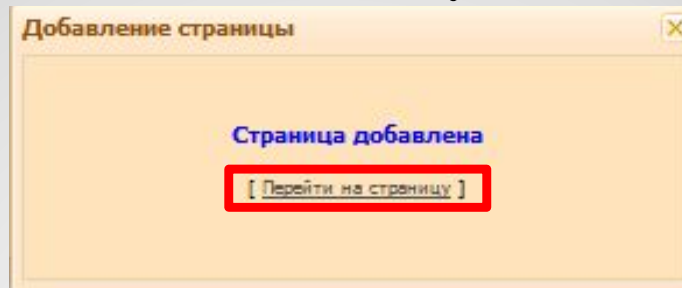 Добавление страницы
Страница добавлена
[ Перейти на страницу ]